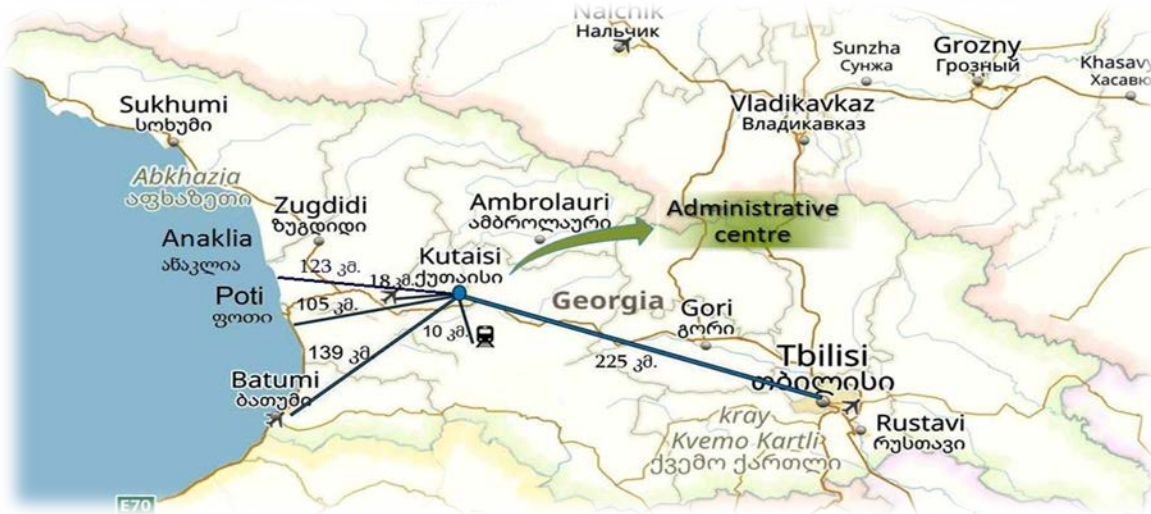 Nalchik
Нальчик
Sunzha
Сунжа
Grozny
Грозный
Khasavy
Хасавю
Sukhumi
სოხუმი
Vladikavkaz
Владикавказ
Abkhazia
აფხაზეთი
Zugdidi
ზუგდიდი
Ambrolauri
ამბროლაური
Administrative
centre
Anaklia
ანაკლია
Kutaisi
ქუთაისი
123 კმ.
18 კმ.
Poti
ფოთი
105 კმ.
Georgia
Gori
გორი
10 კმ.
139 კმ
225 კმ.
Tbilisi
თბილისი
Batumi
ბათუმი
kray
Kvemo Kartli
ქვემო ქართლი
Rustavi
რუსთავი
E70